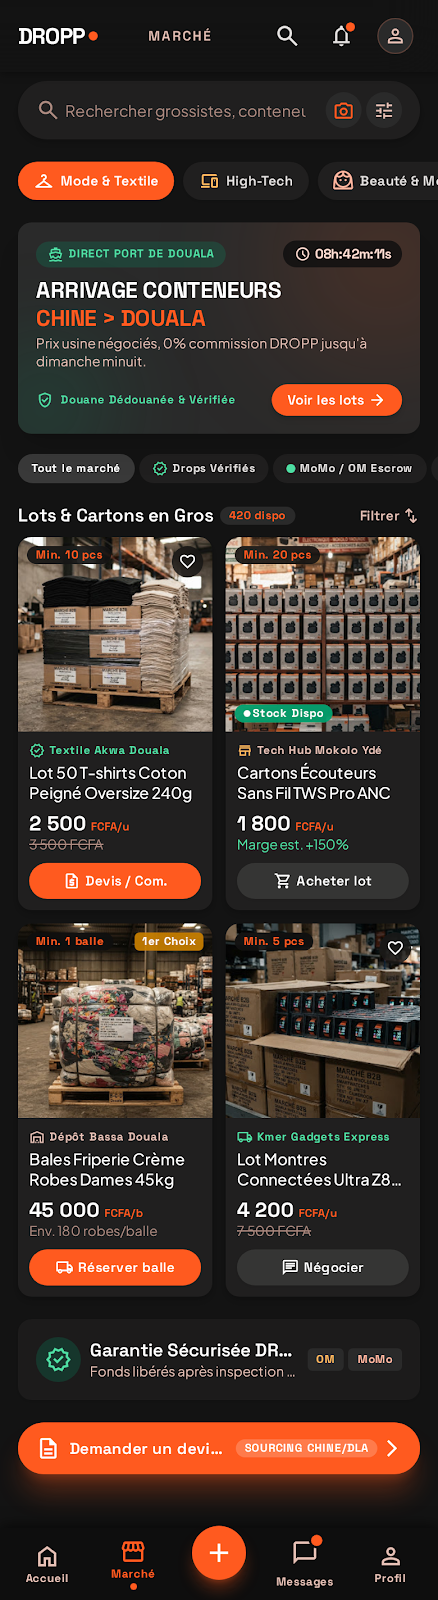 DROPP
MARCHÉ
Rechercher grossistes, conteneu
Mode & Textile
High-Tech
Beauté & M
DIRECT PORT DE DOUALA
08h:42m:11s
ARRIVAGE CONTENEURS
CHINE > DOUALA
Prix usine négociés, 0% commission DROPP jusqu'à
dimanche minuit.
Douane Dédouanée & Vérifiée
Voir les lots
Tout le marché
Drops Vérifiés
MoMo / OM Escrow
Lots & Cartons en Gros
420 dispo
Filtrer
Min. 10 pcs
MARCHÉ B2B
Textile Akwa Douala
Lot 50 T-shirts Coton
Peigné Oversize 240g
2 500 FCFA/u
3 500 FCFA
Devis / Com.
Min. 20 pcs
Stock Dispo
Tech Hub Mokolo Ydé
Cartons Écouteurs
Sans Fil TWS Pro ANC
1 800 FCFA/u
Marge est. +150%
Acheter lot
Min. 1 balle
1er Choix
Dépôt Bassa Douala
Bales Friperie Crème
Robes Dames 45kg
45 000 FCFA/b
Env. 180 robes/balle
Réserver balle
Min. 5 pcs
MARCHÉ B2B
MARCHÉ B2B
Kmer Gadgets Express
Lot Montres
Connectées Ultra Z8...
4 200 FCFA/u
7 500 FCFA
Négocier
Garantie Sécurisée DR...
Fonds libérés après inspection ...
OM
MoMo
Demander un devi...
SOURCING CHINE/DLA
Accueil
Marché
Messages
Profil